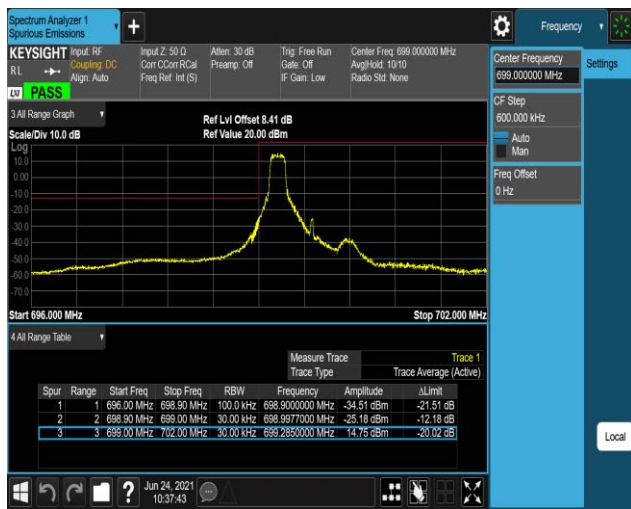 Spectrum Analyzer 1
Spurious Emissions
Frequency
KEYSIGHT
Input: RF
Input Z: 50 Ω
Atten: 30 dB
Trig: Free Run
Center Freq: 699.000000 MHz
RL
Coupling: DC
Corr CCorr RCal
Preamp: Off
Gate: Off
Avg|Hold: 10/10
Align: Auto
Freq Ref: Int (S)
IF Gain: Low
Radio Std: None
LXI
PASS
Center Frequency
699.000000 MHz
Settings
CF Step
600.000 kHz
Auto
Man
Freq Offset
0 Hz
Local
3 All Range Graph
Ref Lvl Offset 8.41 dB
Scale/Div 10.0 dB
Ref Value 20.00 dBm
Log
10.0
0.00
-10.0
-20.0
-30.0
-40.0
-50.0
-60.0
-70.0
Start 696.000 MHz
Stop 702.000 MHz
4 All Range Table
Measure Trace Trace 1
Trace Type Trace Average (Active)
Spur Range Start Freq Stop Freq RBW Frequency Amplitude ΔLimit
1 1 696.00 MHz 698.90 MHz 100.0 kHz 698.9000000 MHz -34.51 dBm -21.51 dB
2 2 698.90 MHz 699.00 MHz 30.00 kHz 698.9977000 MHz -25.18 dBm -12.18 dB
3 3 699.00 MHz 702.00 MHz 30.00 kHz 699.2850000 MHz 14.75 dBm -20.02 dB
?
Jun 24, 2021
10:37:43